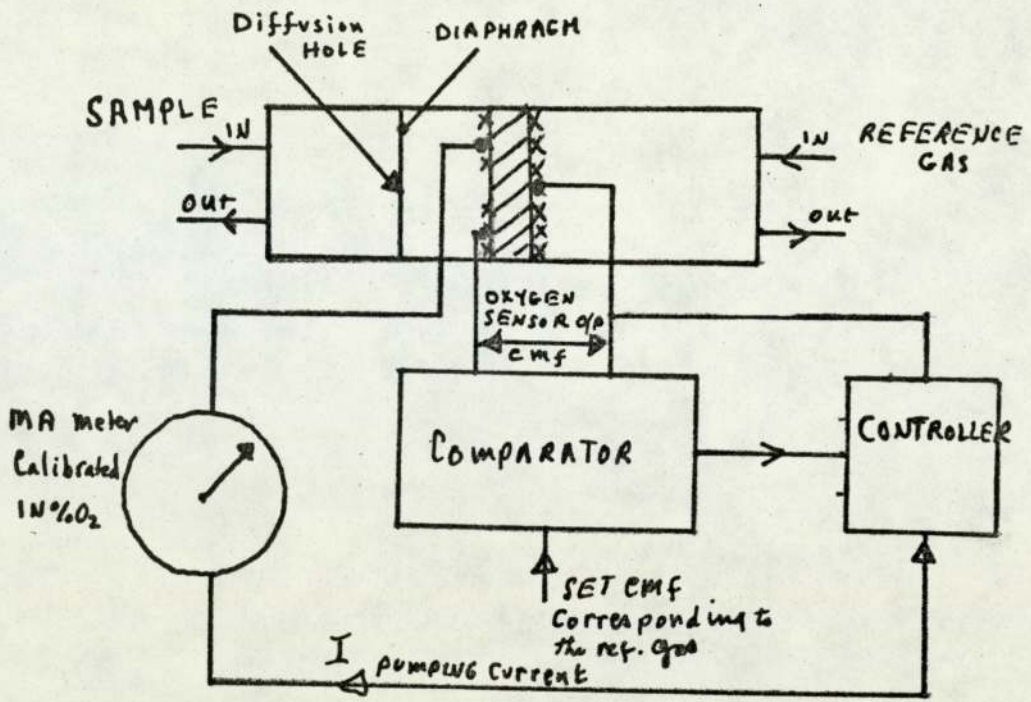 Diffusion
HOLE
DIAPHRAGM
SAMPLE
IN
OUT
REFERENCE
GAS
IN
OUT
OXYGEN
SENSOR O/P
emf
MA meter
Calibrated
IN % O₂
COMPARATOR
CONTROLLER
SET EMF
Corresponding to
the ref. gas
I
PUMPING CURRENT